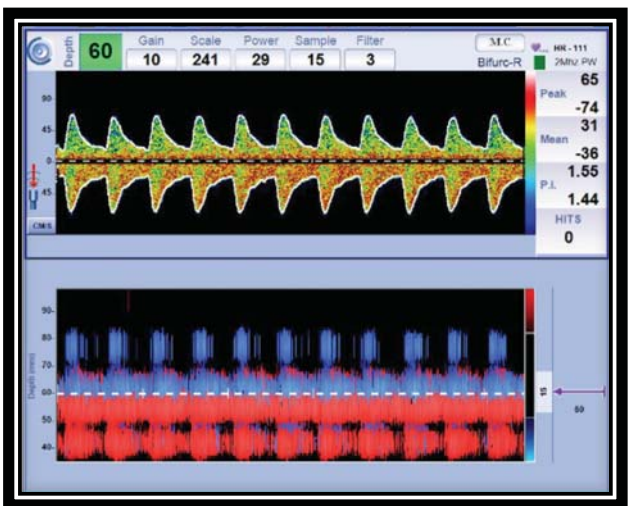 Depth 60
Gain 10
Scale 241
Power 29
Sample 15
Filter 3
M.C
Bifurc-R
HR - 111
2Mhz PW
90
45
0
45
CM/S
65
Peak
-74
31
Mean
-36
1.55
P.I.
1.44
HITS
0
90
80
70
60
50
40
Depth (mm)
15
60